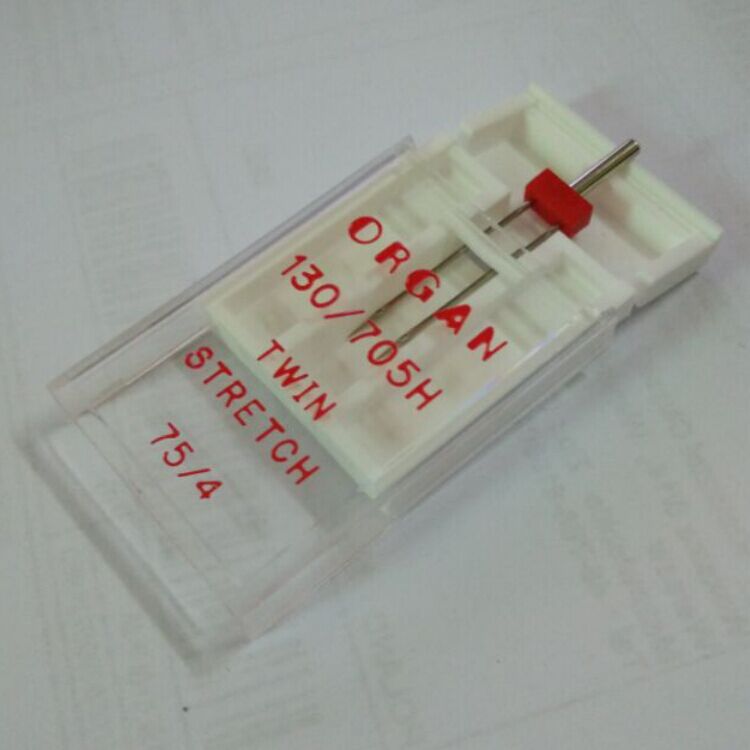 ORGAN
130/705H
TWIN
STRETCH
75/4